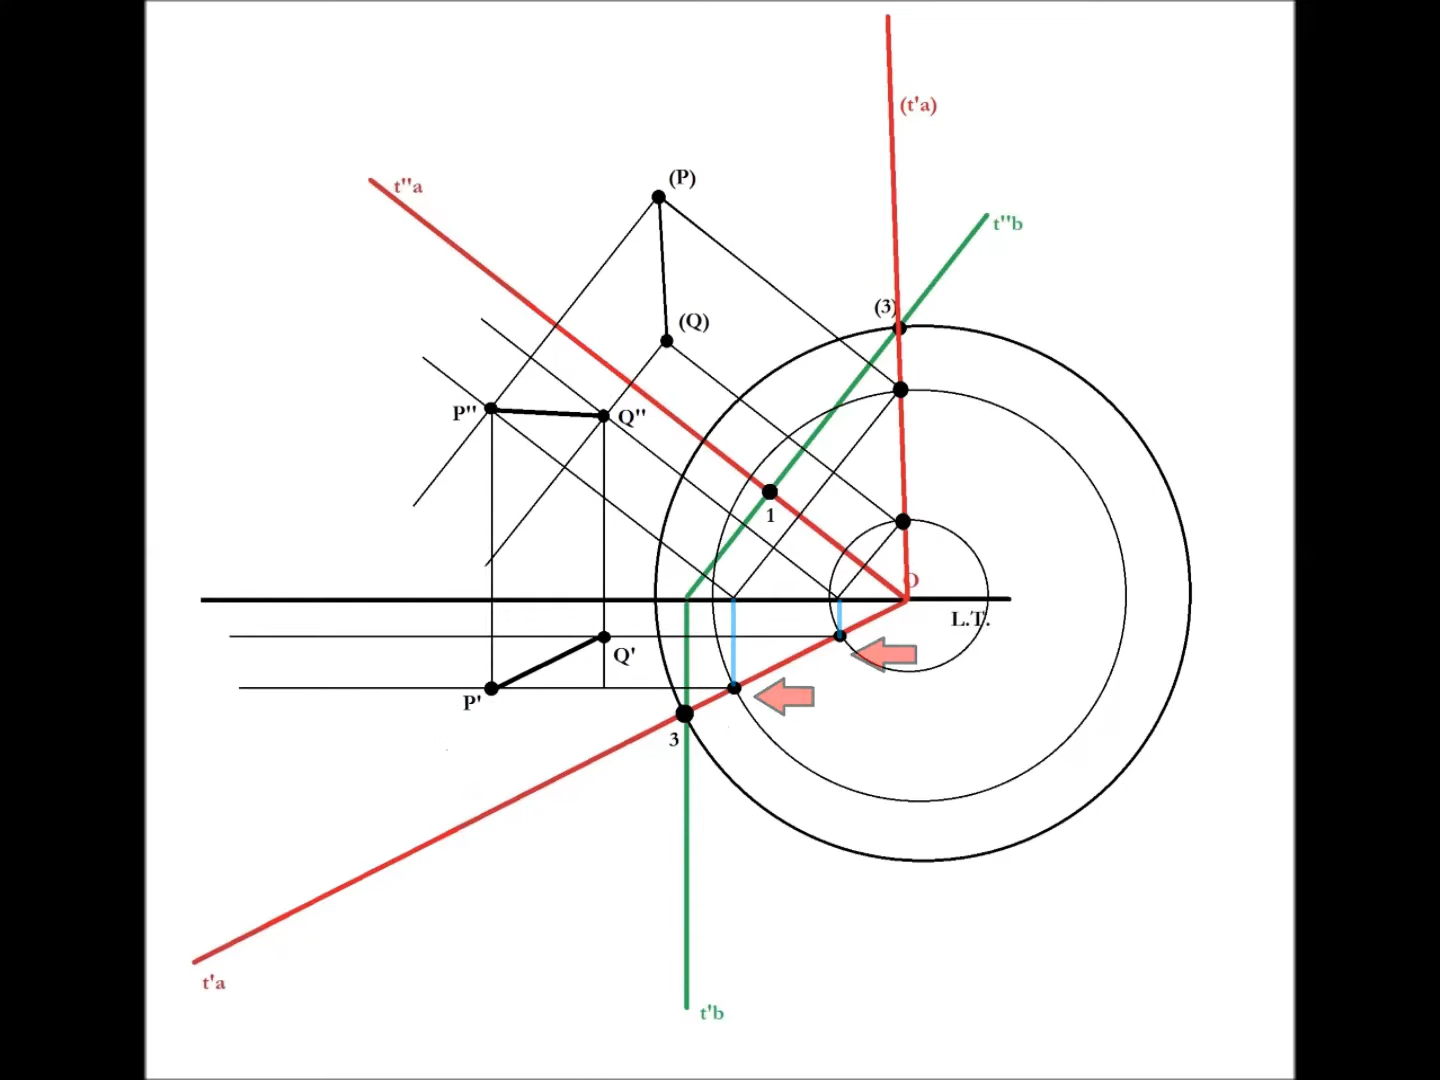 (t'a)
(P)
t"a
t"b
(3)
(Q)
P"
Q"
1
O
L.T.
Q'
P'
3
t'a
t'b